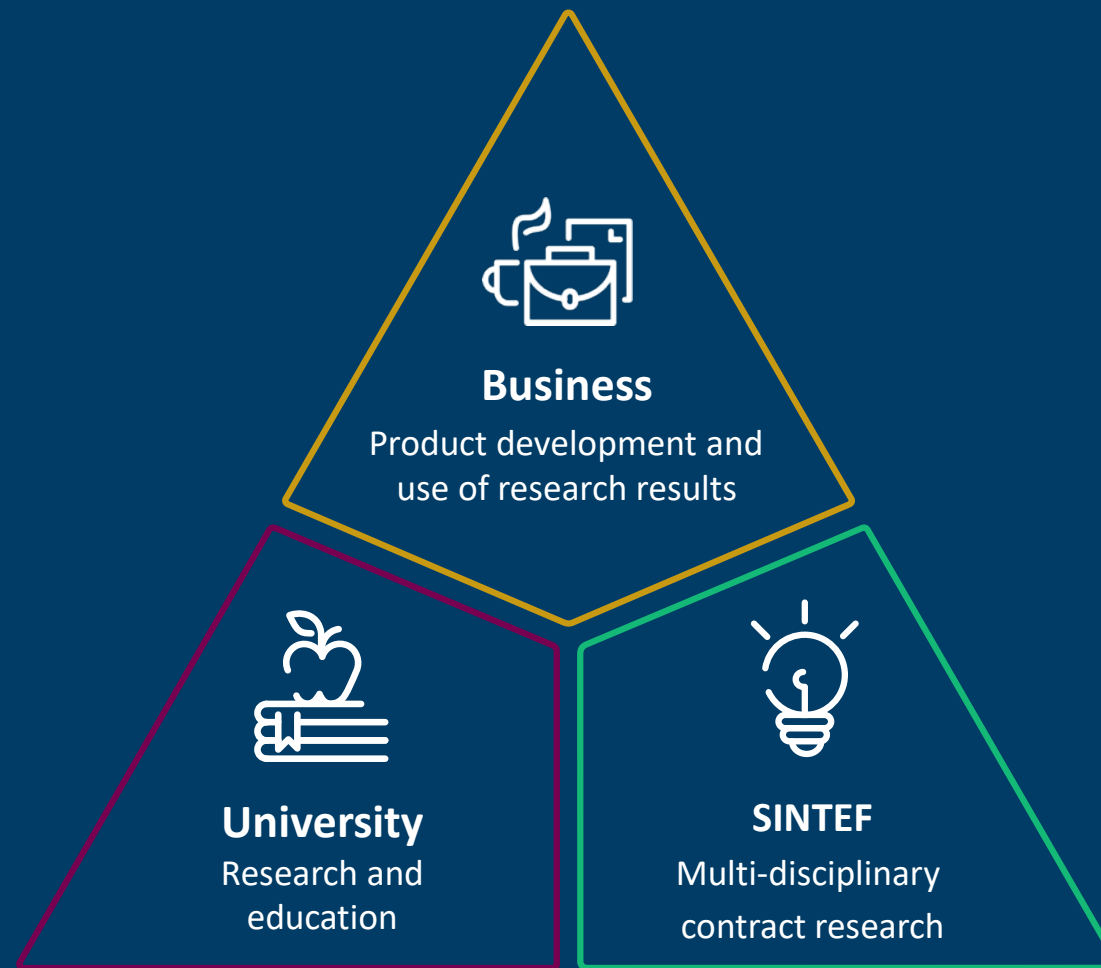 Business
Product development and
use of research results
University
Research and
education
SINTEF
Multi-disciplinary
contract research